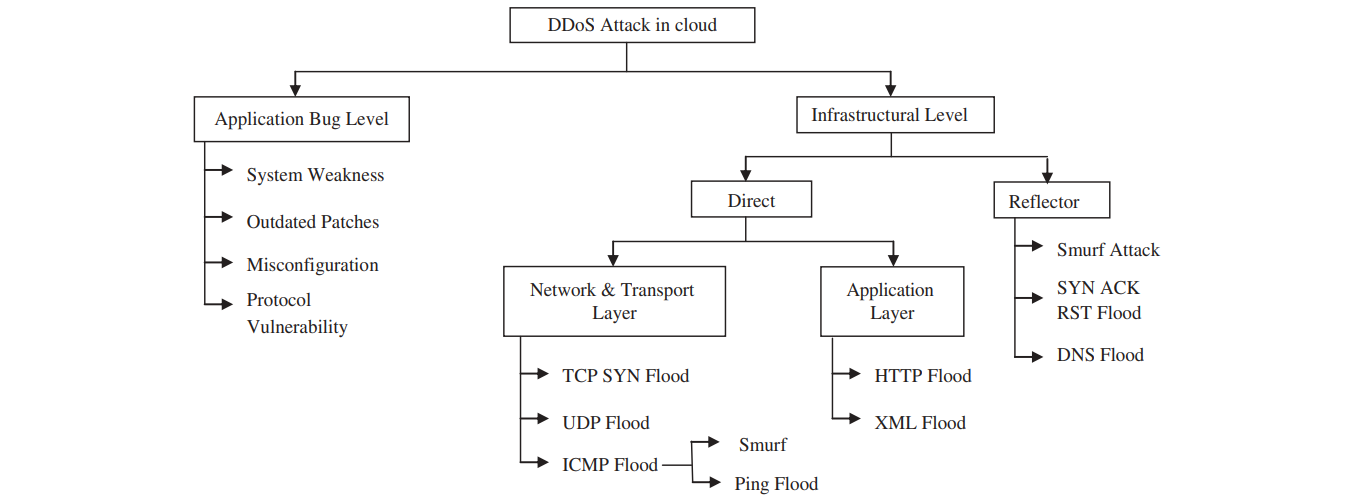 DDoS Attack in cloud
Application Bug Level
System Weakness
Outdated Patches
Misconfiguration
Protocol
Vulnerability
Infrastructural Level
Direct
Network & Transport
Layer
TCP SYN Flood
UDP Flood
ICMP Flood
Smurf
Ping Flood
Application
Layer
HTTP Flood
XML Flood
Reflector
Smurf Attack
SYN ACK
RST Flood
DNS Flood